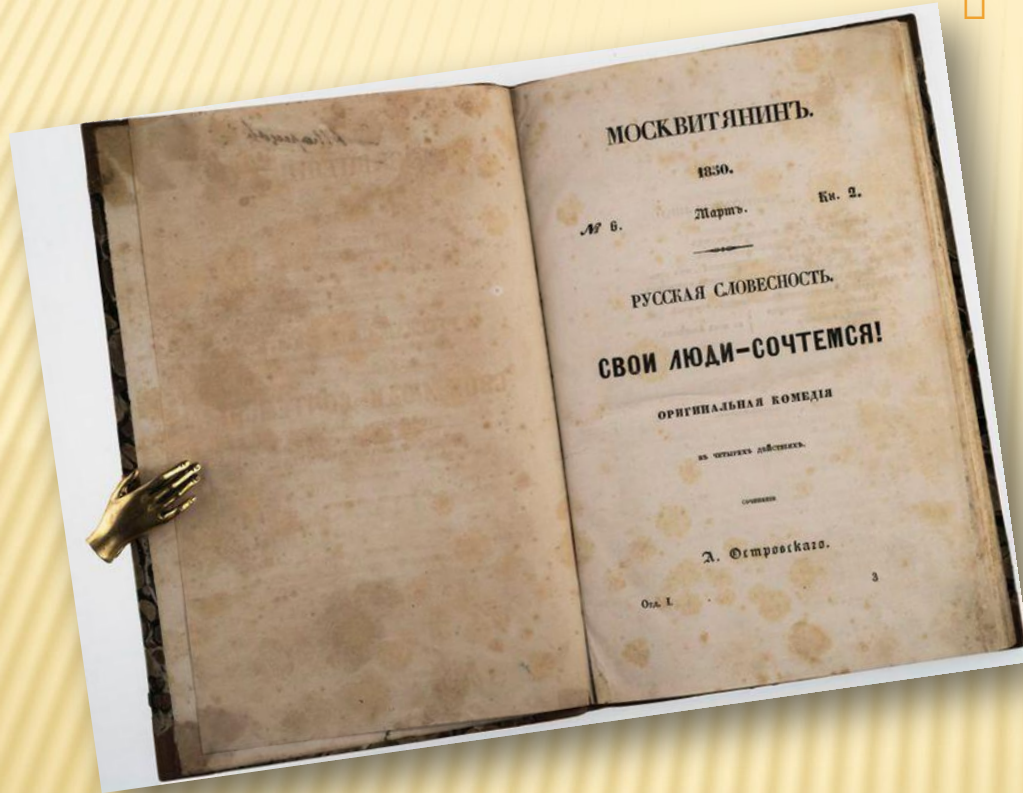 МОСКВИТЯНИНЪ.
1850.
№ 6. Мартъ. Кн. 2.
РУССКАЯ СЛОВЕСНОСТЬ.
СВОИ ЛЮДИ–СОЧТЕМСЯ!
ОРИГИНАЛЬНАЯ КОМЕДІЯ
въ четырехъ дѣйствіяхъ.
сочиненіе
А. Островскаго.
Отд. I. 3